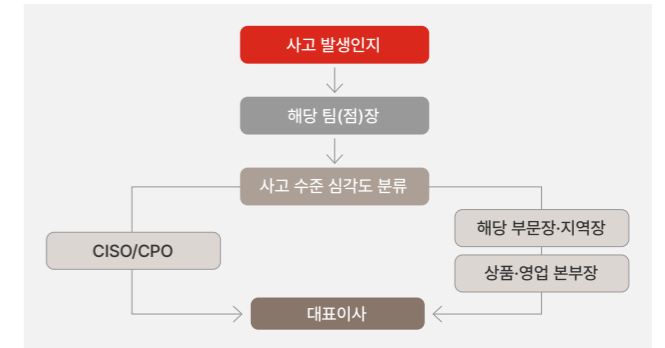 사고 발생인지
해당 팀(점)장
사고 수준 심각도 분류
CISO/CPO
해당 부문장·지역장
상품·영업 본부장
대표이사